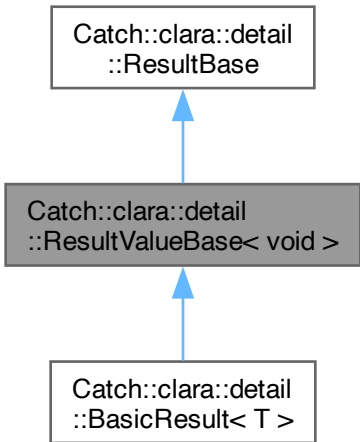 Catch::clara::detail
::ResultBase
Catch::clara::detail
::ResultValueBase< void >
Catch::clara::detail
::BasicResult< T >